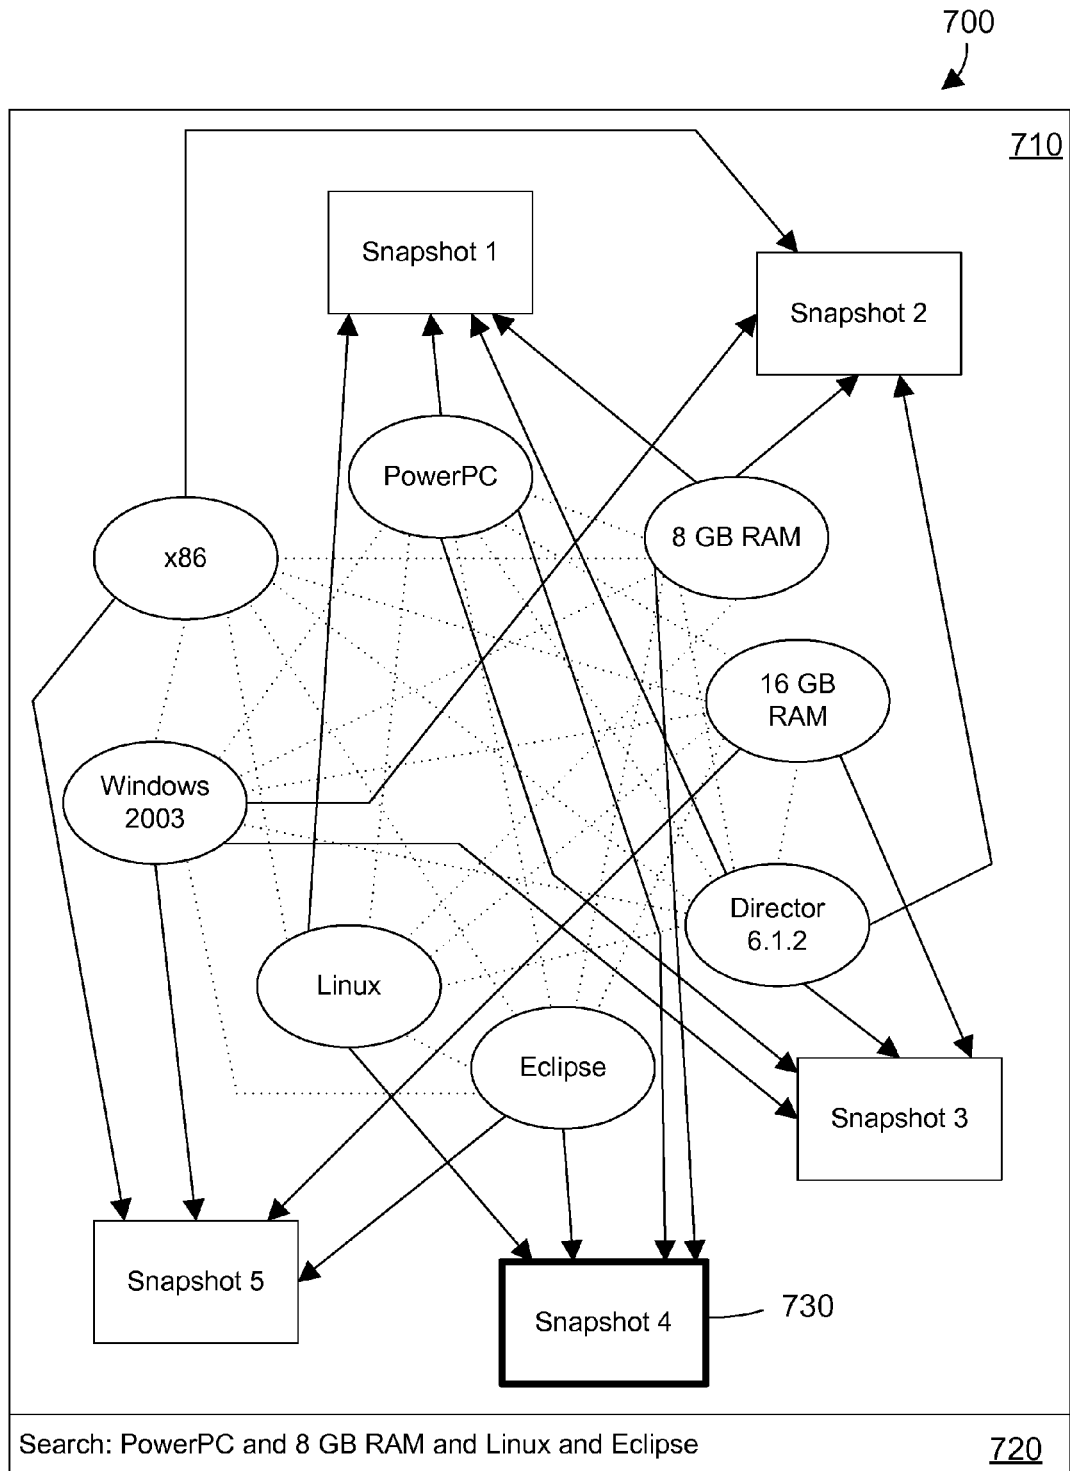 700
710
Snapshot 1
Snapshot 2
PowerPC
8 GB RAM
x86
16 GB
RAM
Windows
2003
Director
6.1.2
Linux
Eclipse
Snapshot 3
Snapshot 5
Snapshot 4
730
Search: PowerPC and 8 GB RAM and Linux and Eclipse
720